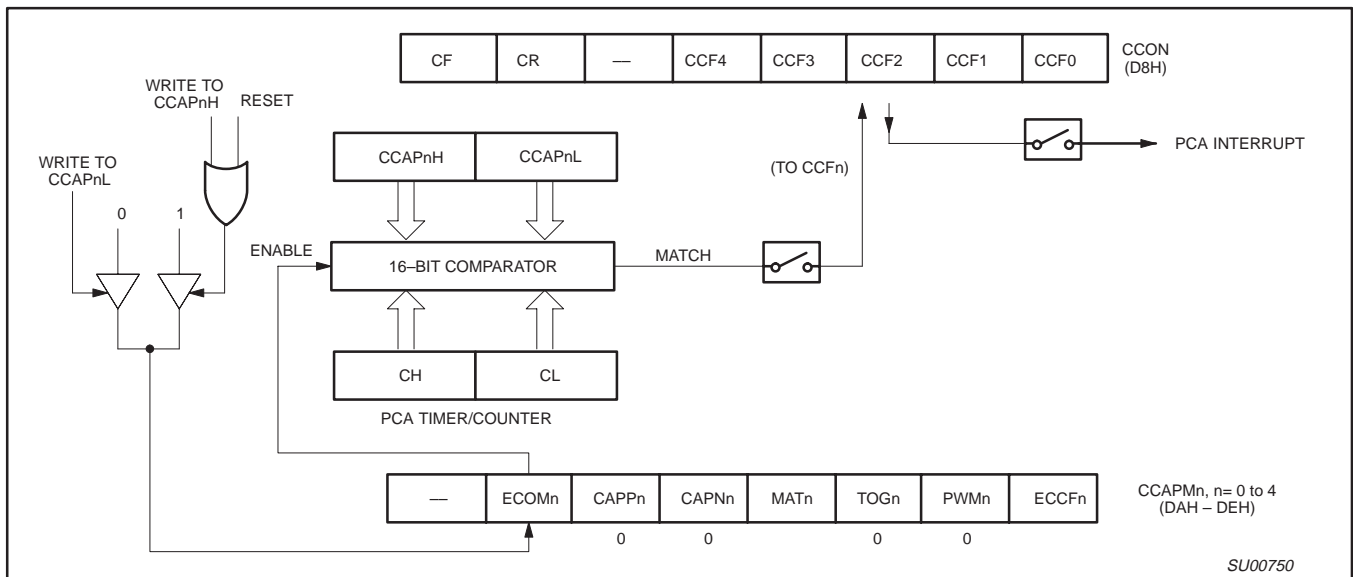 CF CR — CCF4 CCF3 CCF2 CCF1 CCF0
CCON
(D8H)
WRITE TO
CCAPnH
RESET
WRITE TO
CCAPnL
0 1
CCAPnH CCAPnL
(TO CCFn)
PCA INTERRUPT
ENABLE
16–BIT COMPARATOR
MATCH
CH CL
PCA TIMER/COUNTER
— ECOMn CAPPn CAPNn MATn TOGn PWMn ECCFn
CCAPMn, n= 0 to 4
(DAH – DEH)
0 0 0 0
SU00750